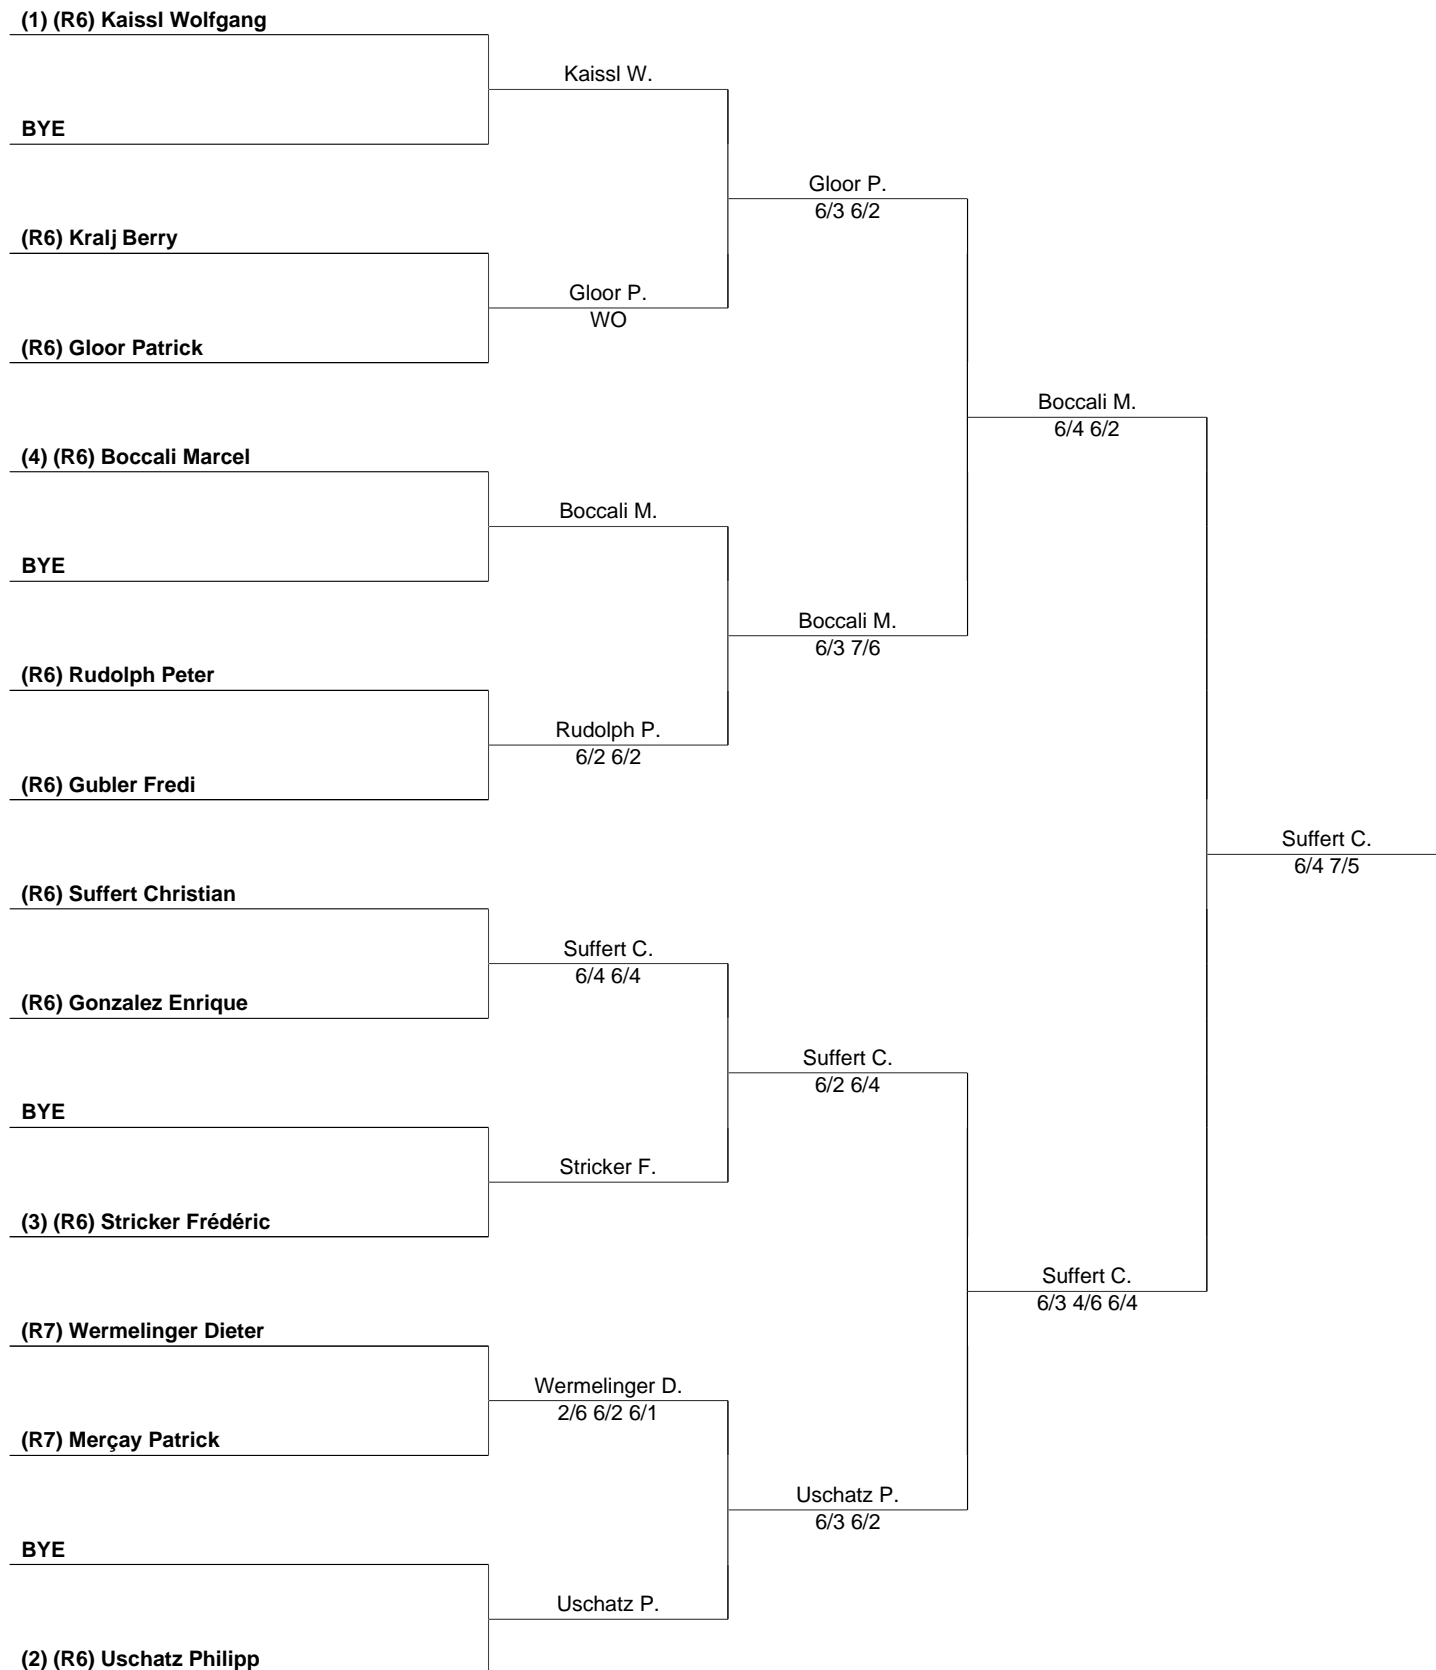 (1) (R6) Kaissl Wolfgang
Kaissl W.
BYE
Gloor P.
6/3 6/2
(R6) Kralj Berry
Gloor P.
WO
(R6) Gloor Patrick
Boccali M.
6/4 6/2
(4) (R6) Boccali Marcel
Boccali M.
BYE
Boccali M.
6/3 7/6
(R6) Rudolph Peter
Rudolph P.
6/2 6/2
(R6) Gubler Fredi
Suffert C.
6/4 7/5
(R6) Suffert Christian
Suffert C.
6/4 6/4
(R6) Gonzalez Enrique
Suffert C.
6/2 6/4
BYE
Stricker F.
(3) (R6) Stricker Frédéric
Suffert C.
6/3 4/6 6/4
(R7) Wermelinger Dieter
Wermelinger D.
2/6 6/2 6/1
(R7) Merçay Patrick
Uschatz P.
6/3 6/2
BYE
Uschatz P.
(2) (R6) Uschatz Philipp